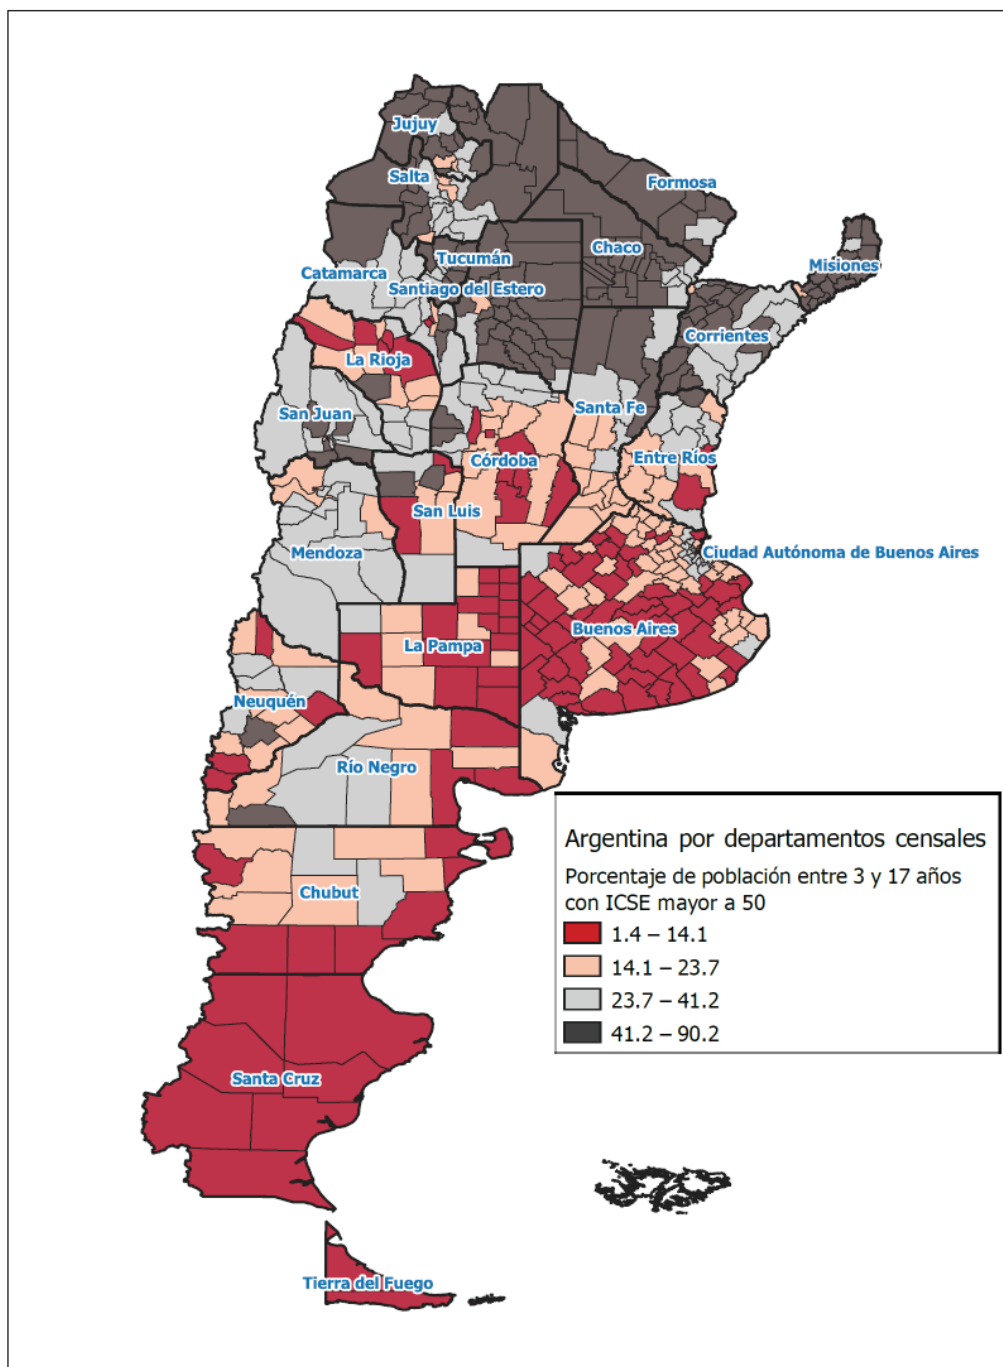 Jujuy
Salta
Formosa
Tucumán
Chaco
Misiones
Catamarca
Santiago del Estero
Corrientes
La Rioja
San Juan
Santa Fe
Córdoba
Entre Ríos
San Luis
Mendoza
Ciudad Autónoma de Buenos Aires
Buenos Aires
La Pampa
Neuquén
Río Negro
Chubut
Santa Cruz
Tierra del Fuego
Argentina por departamentos censales
Porcentaje de población entre 3 y 17 años
con ICSE mayor a 50
1.4 – 14.1
14.1 – 23.7
23.7 – 41.2
41.2 – 90.2